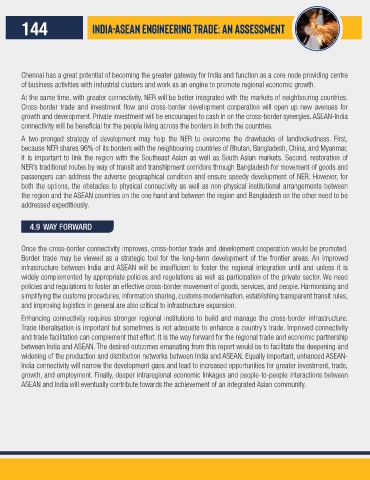 144
INDIA-ASEAN ENGINEERING TRADE: AN ASSESSMENT
Chennai has a great potential of becoming the greater gateway for India and function as a core node providing centre
of business activities with industrial clusters and work as an engine to promote regional economic growth.
At the same time, with greater connectivity, NER will be better integrated with the markets of neighbouring countries.
Cross-border trade and investment flow and cross-border development cooperation will open up new avenues for
growth and development. Private investment will be encouraged to cash in on the cross-border synergies. ASEAN-India
connectivity will be beneficial for the people living across the borders in both the countries.
A two-pronged strategy of development may help the NER to overcome the drawbacks of landlockedness. First,
because NER shares 96% of its borders with the neighbouring countries of Bhutan, Bangladesh, China, and Myanmar,
it is important to link the region with the Southeast Asian as well as South Asian markets. Second, restoration of
NER's traditional routes by way of transit and transhipment corridors through Bangladesh for movement of goods and
passengers can address the adverse geographical condition and ensure speedy development of NER. However, for
both the options, the obstacles to physical connectivity as well as non-physical institutional arrangements between
the region and the ASEAN countries on the one hand and between the region and Bangladesh on the other need to be
addressed expeditiously.
4.9 WAY FORWARD
Once the cross-border connectivity improves, cross-border trade and development cooperation would be promoted.
Border trade may be viewed as a strategic tool for the long-term development of the frontier areas. An improved
infrastructure between India and ASEAN will be insufficient to foster the regional integration until and unless it is
widely complemented by appropriate policies and regulations as well as participation of the private sector. We need
policies and regulations to foster an effective cross-border movement of goods, services, and people. Harmonising and
simplifying the customs procedures, information sharing, customs modernisation, establishing transparent transit rules,
and improving logistics in general are also critical to infrastructure expansion.
Enhancing connectivity requires stronger regional institutions to build and manage the cross-border infrastructure.
Trade liberalisation is important but sometimes is not adequate to enhance a country's trade. Improved connectivity
and trade facilitation can complement that effort. It is the way forward for the regional trade and economic partnership
between India and ASEAN. The desired outcomes emanating from this report would be to facilitate the deepening and
widening of the production and distribution networks between India and ASEAN. Equally important, enhanced ASEAN-
India connectivity will narrow the development gaps and lead to increased opportunities for greater investment, trade,
growth, and employment. Finally, deeper intraregional economic linkages and people-to-people interactions between
ASEAN and India will eventually contribute towards the achievement of an integrated Asian community.